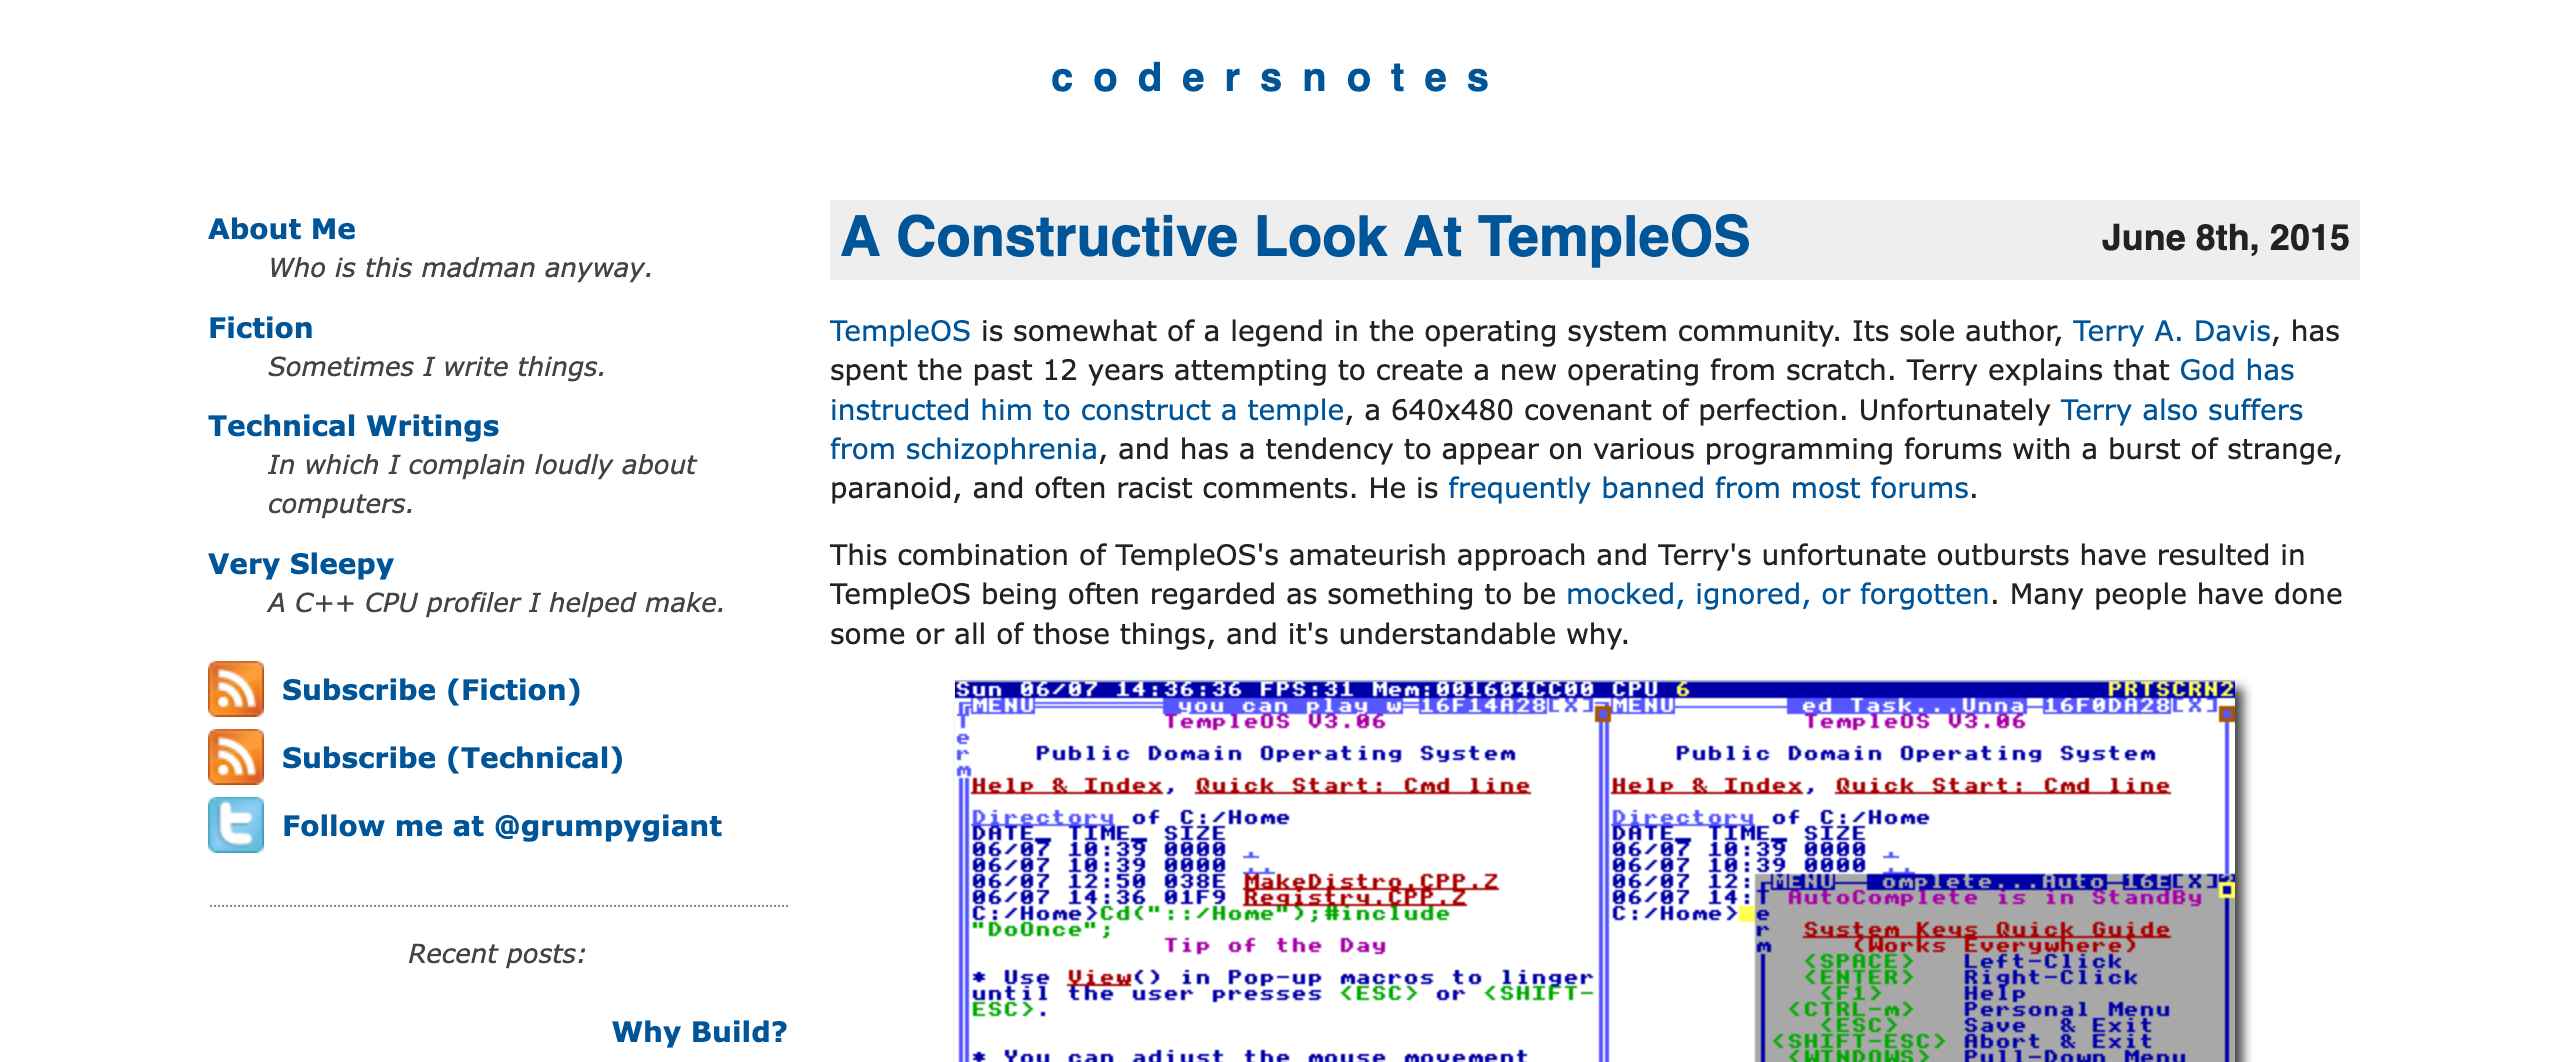 codersnotes
About Me
Who is this madman anyway.
Fiction
Sometimes I write things.
Technical Writings
In which I complain loudly about
computers.
Very Sleepy
A C++ CPU profiler I helped make.
Subscribe (Fiction)
Subscribe (Technical)
Follow me at @grumpygiant
Recent posts:
Why Build?
A Constructive Look At TempleOS June 8th, 2015
TempleOS is somewhat of a legend in the operating system community. Its sole author, Terry A. Davis, has
spent the past 12 years attempting to create a new operating from scratch. Terry explains that God has
instructed him to construct a temple, a 640x480 covenant of perfection. Unfortunately Terry also suffers
from schizophrenia, and has a tendency to appear on various programming forums with a burst of strange,
paranoid, and often racist comments. He is frequently banned from most forums.
This combination of TempleOS's amateurish approach and Terry's unfortunate outbursts have resulted in
TempleOS being often regarded as something to be mocked, ignored, or forgotten. Many people have done
some or all of those things, and it's understandable why.
Sun 06/07 14:36:36 FPS:31 Mem:001604CC00 CPU 6 PRTSCRN2
MENU you can play w 16F14A28[X]
Term
TempleOS V3.06
Public Domain Operating System
Help & Index, Quick Start: Cmd line
Directory of C:/Home
DATE_ TIME_ SIZE
06/07 10:39 0000 .
06/07 10:39 0000 ..
06/07 12:50 038E MakeDistro.CPP.Z
06/07 14:36 01F9 Registry.CPP.Z
C:/Home>Cd("::/Home");#include
"DoOnce";
Tip of the Day
* Use View() in Pop-up macros to linger
until the user presses <ESC> or <SHIFT-
ESC>.
* You can adjust the mouse movement
MENU ed Task...Unna 16F0DA28[X]
TempleOS V3.06
Public Domain Operating System
Help & Index, Quick Start: Cmd line
Directory of C:/Home
DATE_ TIME_ SIZE
06/07 10:39 0000 .
06/07 10:39 0000 ..
06/07 12:
06/07 14:
C:/Home>
MENU omplete...Auto 16E[X]
Term
AutoComplete is in StandBy
System Keys Quick Guide
(Works Everywhere)
<SPACE> Left-Click
<ENTER> Right-Click
<F1> Help
<CTRL-m> Personal Menu
<ESC> Save & Exit
<SHIFT-ESC> Abort & Exit
<WINDOWS> Pull-Down Menu